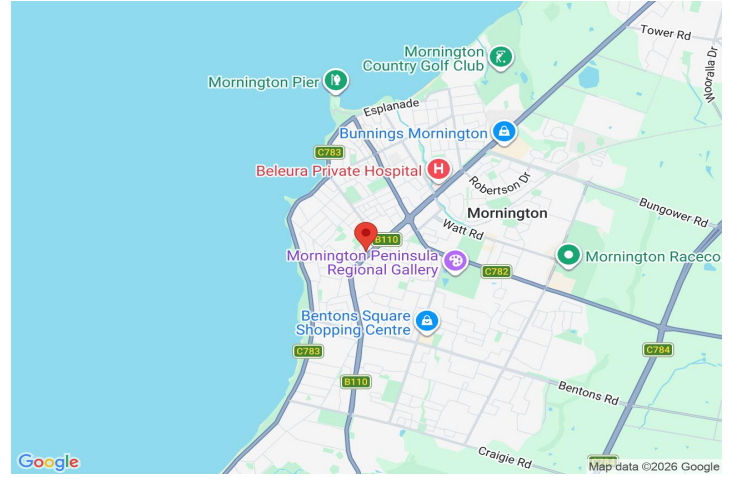 Tower Rd
Mornington
Country Golf Club
Wooralla Dr
Mornington Pier
Esplanade
Bunnings Mornington
C783
Beleura Private Hospital
H
Robertson Dr
Bungower Rd
Mornington
Watt Rd
B110
Mornington Peninsula
Regional Gallery
Mornington Raceco
C782
Bentons Square
Shopping Centre
C783
C784
B110
Bentons Rd
Craigie Rd
Google
Map data ©2026 Google